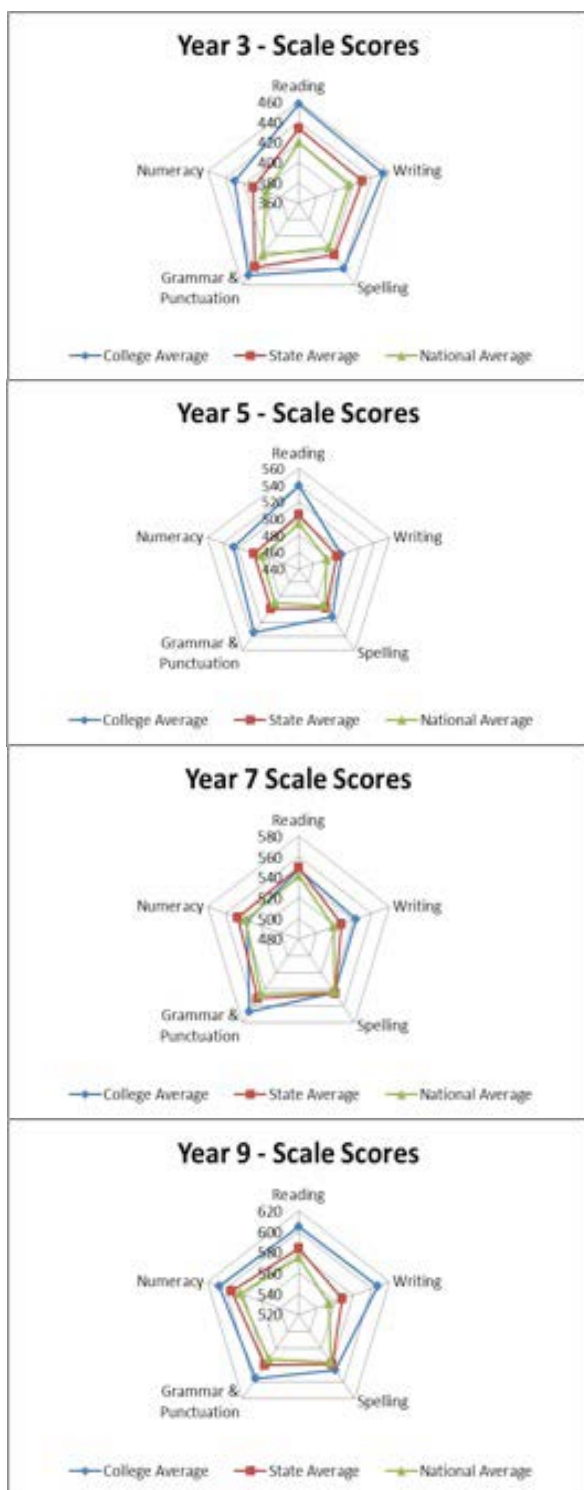 Year 3 - Scale Scores
Reading
460
440
420
400
380
360
Numeracy
Writing
Grammar &
Punctuation
Spelling
College Average State Average National Average
Year 5 - Scale Scores
Reading
560
540
520
500
480
460
440
Numeracy
Writing
Grammar &
Punctuation
Spelling
College Average State Average National Average
Year 7 Scale Scores
Reading
580
560
540
520
500
480
Numeracy
Writing
Grammar &
Punctuation
Spelling
College Average State Average National Average
Year 9 - Scale Scores
Reading
620
600
580
560
540
520
Numeracy
Writing
Grammar &
Punctuation
Spelling
College Average State Average National Average